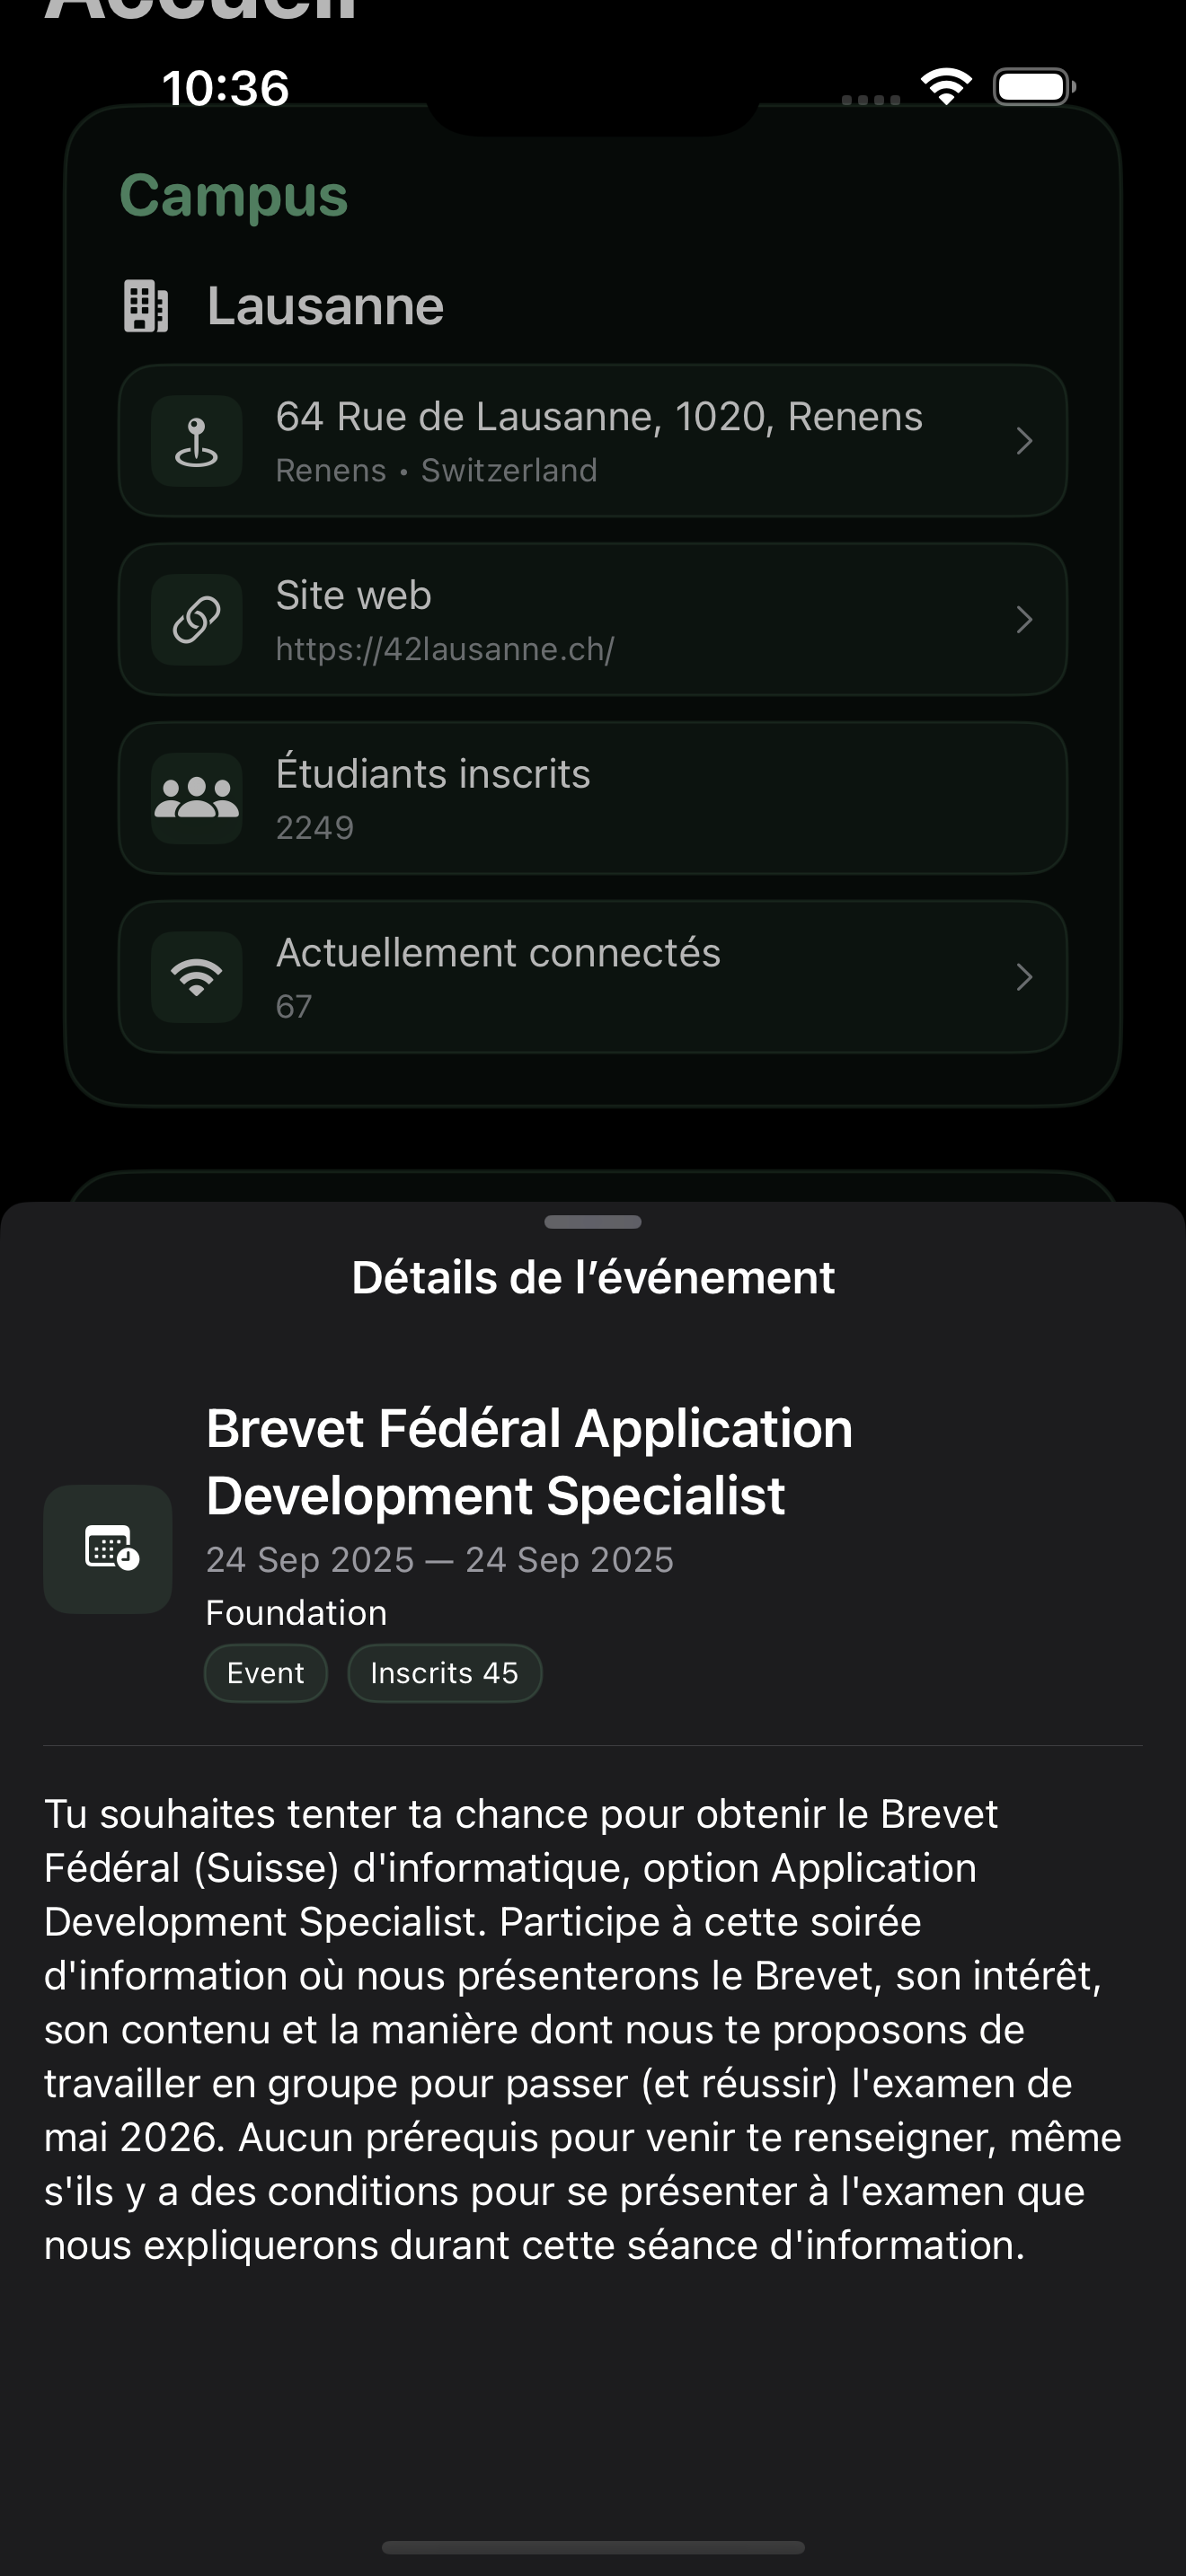 Accueil
10:36
Campus
Lausanne
64 Rue de Lausanne, 1020, Renens
Renens • Switzerland
Site web
https://42lausanne.ch/
Étudiants inscrits
2249
Actuellement connectés
67
Détails de l’événement
Brevet Fédéral Application
Development Specialist
24 Sep 2025 — 24 Sep 2025
Foundation
Event
Inscrits 45
Tu souhaites tenter ta chance pour obtenir le Brevet
Fédéral (Suisse) d'informatique, option Application
Development Specialist. Participe à cette soirée
d'information où nous présenterons le Brevet, son intérêt,
son contenu et la manière dont nous te proposons de
travailler en groupe pour passer (et réussir) l'examen de
mai 2026. Aucun prérequis pour venir te renseigner, même
s'ils y a des conditions pour se présenter à l'examen que
nous expliquerons durant cette séance d'information.